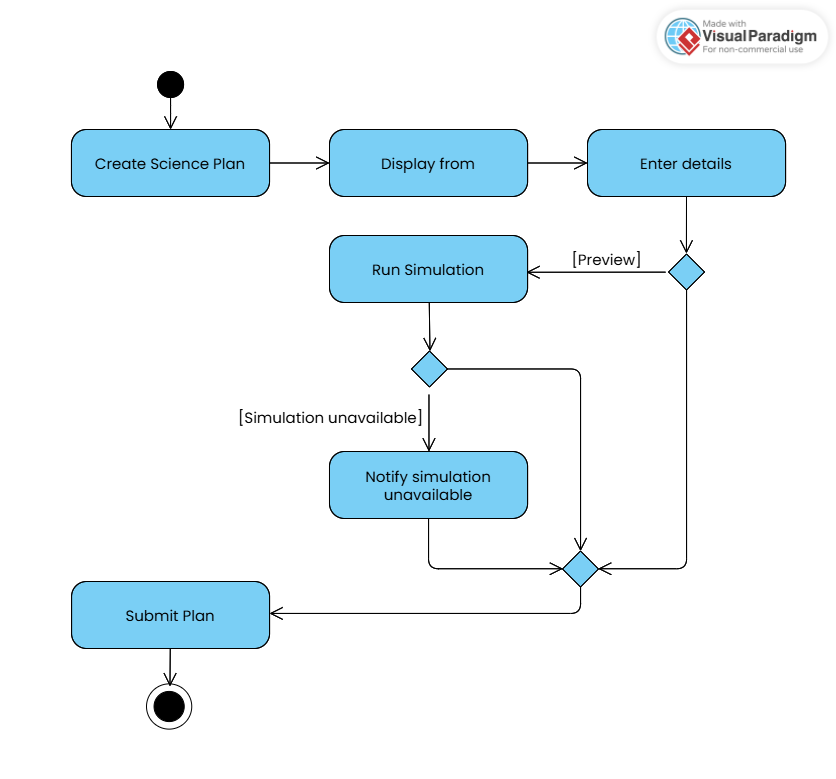 Made with
Visual Paradigm
For non-commercial use
Create Science Plan
Display from
Enter details
Run Simulation
[Preview]
[Simulation unavailable]
Notify simulation
unavailable
Submit Plan